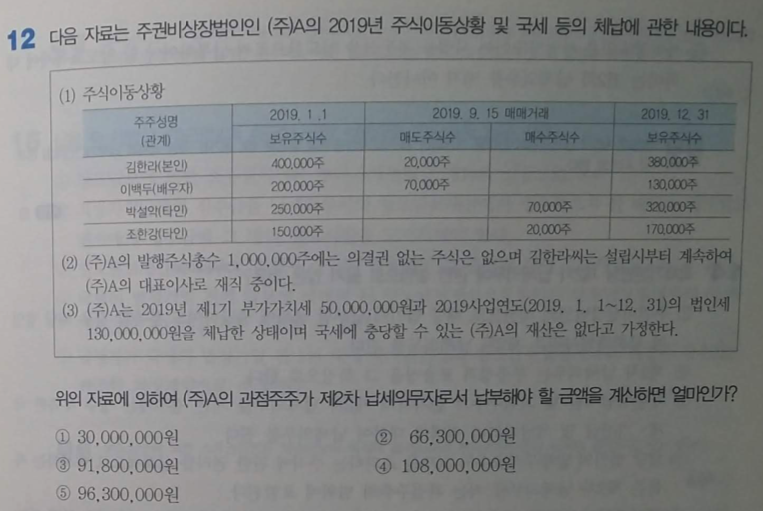 12 다음 자료는 주권비상장법인인 (주)A의 2019년 주식이동상황 및 국세 등의 체납에 관한 내용이다.
(1) 주식이동상황
주주성명 (관계) 2019. 1. .1 2019. 9. 15 매매거래 2019. 12. 31
보유주식수 매도주식수 매수주식수 보유주식수
김한라(본인) 400,000주 20,000주 380,000주
이백두(배우자) 200,000주 70,000주 130,000주
박설악(타인) 250,000주 70,000주 320,000주
조한강(타인) 150,000주 20,000주 170,000주
(2) (주)A의 발행주식총수 1,000,000주에는 의결권 없는 주식은 없으며 김한라씨는 설립시부터 계속하여
(주)A의 대표이사로 재직 중이다.
(3) (주)A는 2019년 제1기 부가가치세 50,000,000원과 2019사업연도(2019. 1. 1~12. 31)의 법인세
130,000,000원을 체납한 상태이며 국세에 충당할 수 있는 (주)A의 재산은 없다고 가정한다.
위의 자료에 의하여 (주)A의 과점주주가 제2차 납세의무자로서 납부해야 할 금액을 계산하면 얼마인가?
① 30,000,000원 ② 66,300,000원
③ 91,800,000원 ④ 108,000,000원
⑤ 96,300,000원